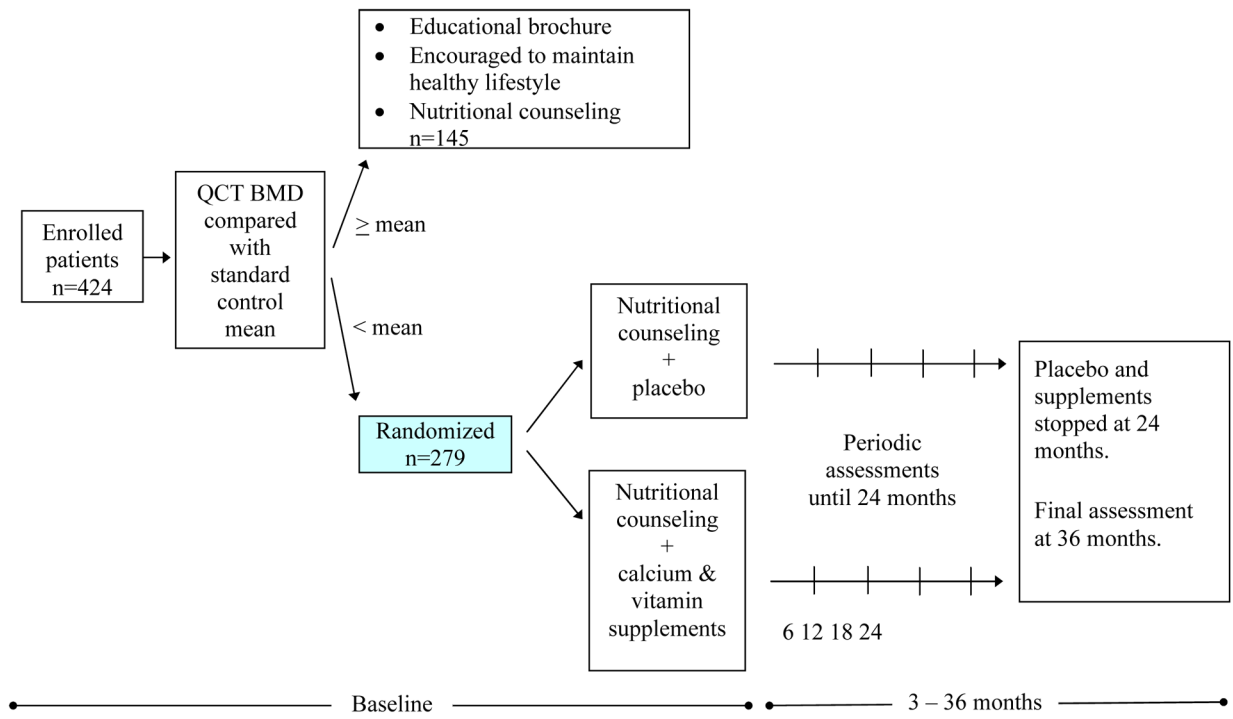 • Educational brochure
• Encouraged to maintain
healthy lifestyle
• Nutritional counseling
n=145
Enrolled
patients
n=424
QCT BMD
compared
with
standard
control
mean
≥ mean
< mean
Randomized
n=279
Nutritional
counseling
+
placebo
Nutritional
counseling
+
calcium &
vitamin
supplements
Periodic
assessments
until 24 months
6 12 18 24
Placebo and
supplements
stopped at 24
months.
Final assessment
at 36 months.
Baseline
3 – 36 months